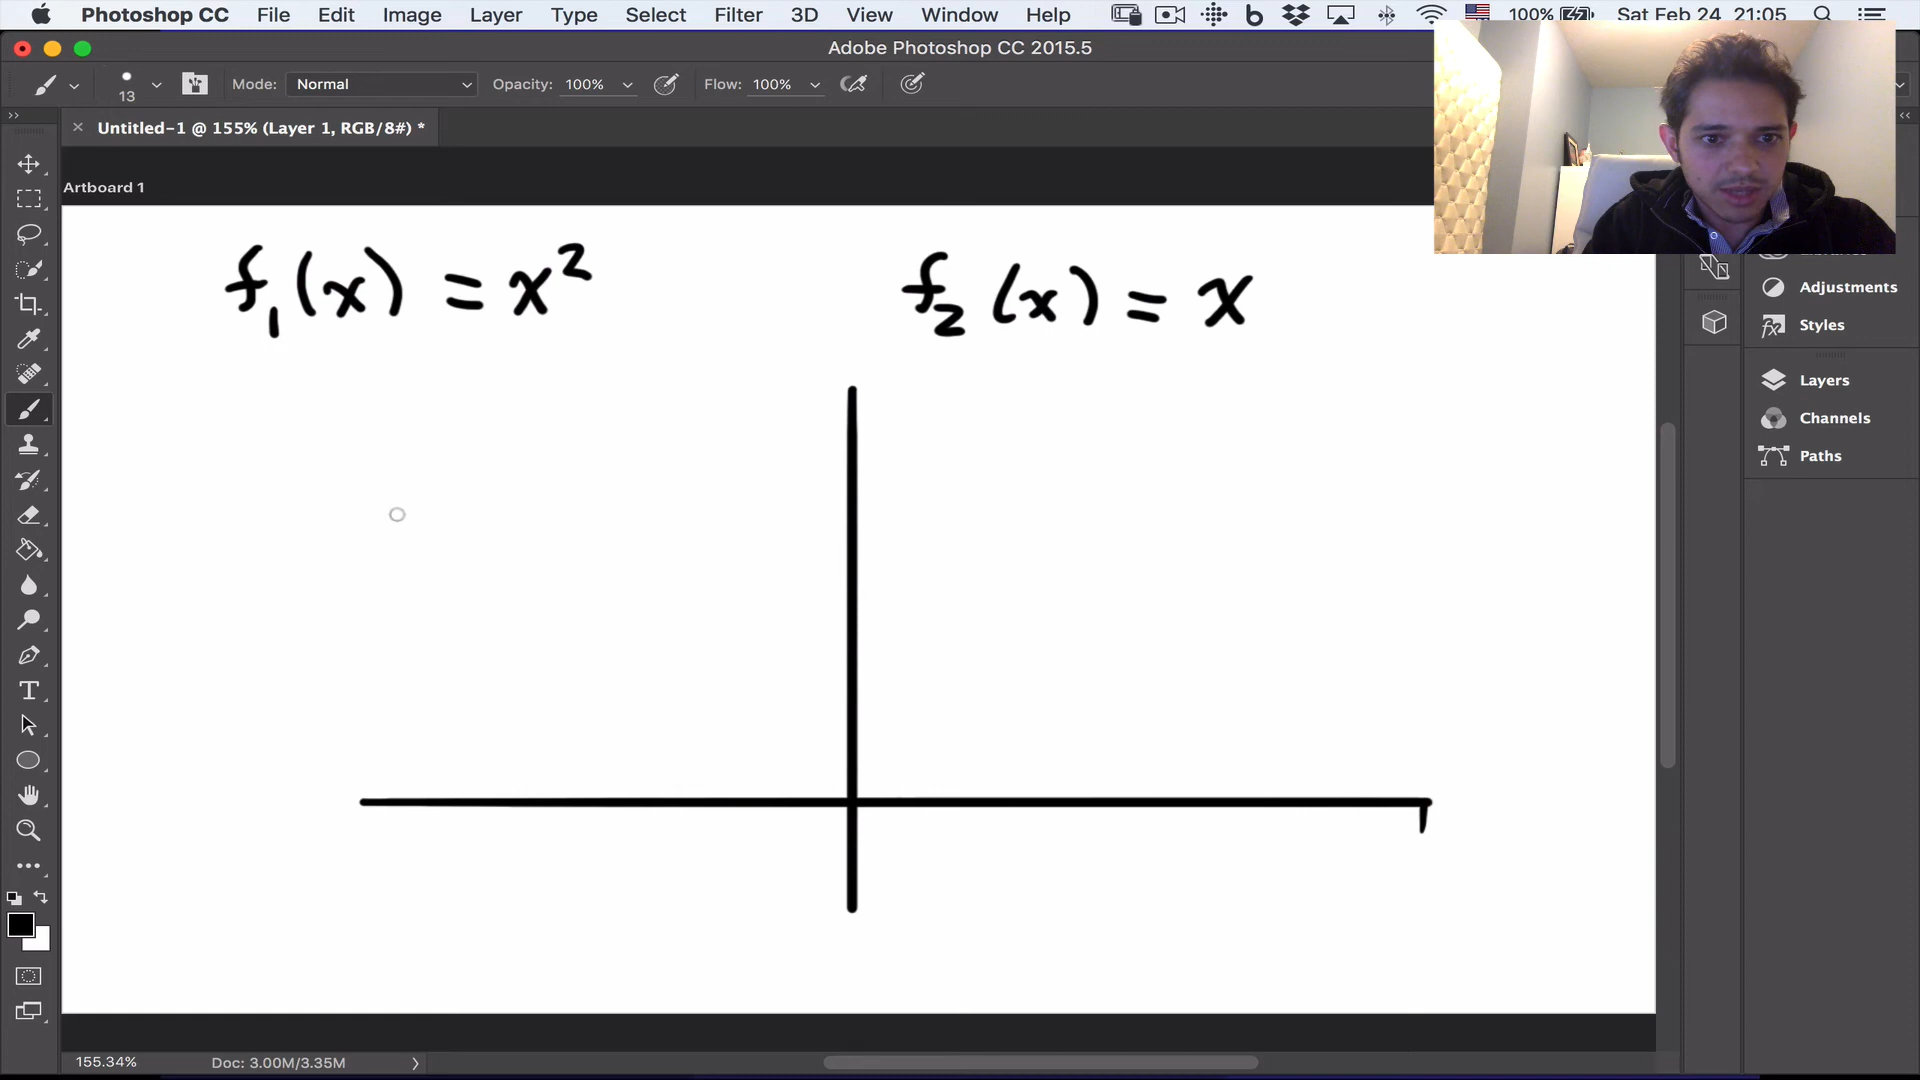 Photoshop CC File Edit Image Layer Type Select Filter 3D View Window Help 100% Sat Feb 24 21:05
Adobe Photoshop CC 2015.5
13 Mode: Normal Opacity: 100% Flow: 100%
Untitled-1 @ 155% (Layer 1, RGB/8#) *
Artboard 1
f₁(x) = x²
f₂(x) = x
Adjustments
Styles
Layers
Channels
Paths
155.34% Doc: 3.00M/3.35M